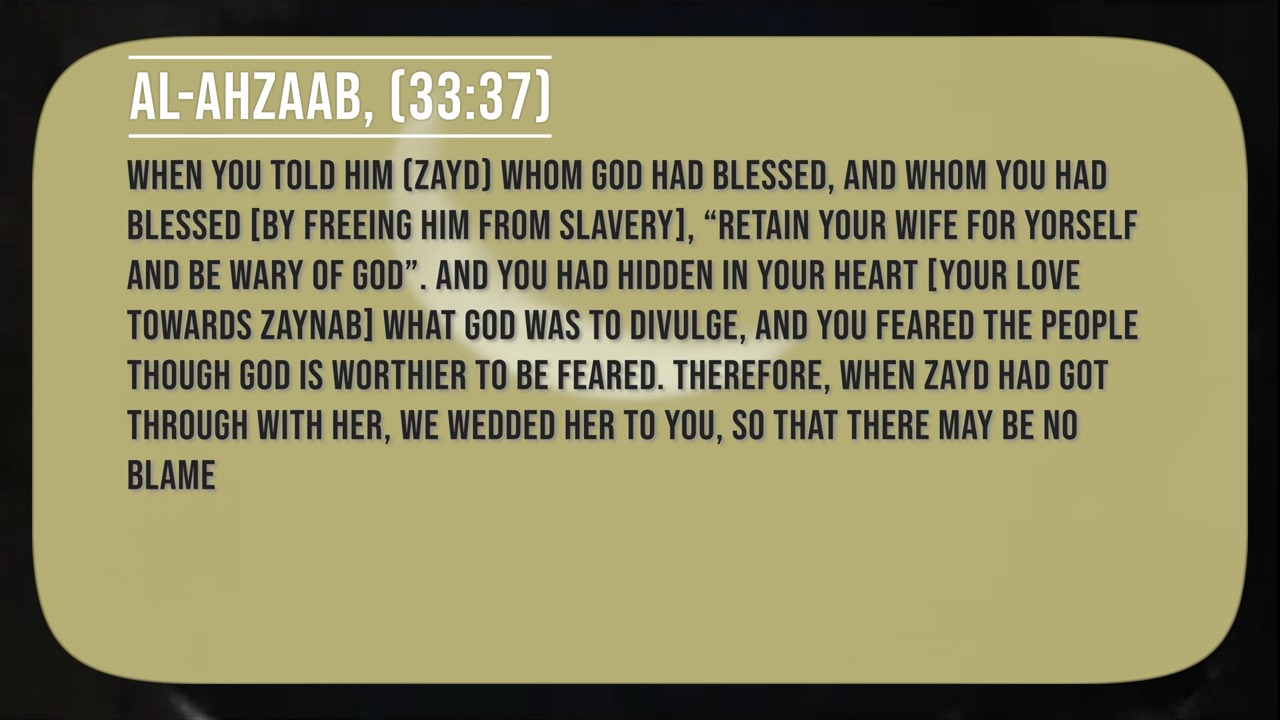 AL-AHZAAB, (33:37)
WHEN YOU TOLD HIM (ZAYD) WHOM GOD HAD BLESSED, AND WHOM YOU HAD
BLESSED [BY FREEING HIM FROM SLAVERY], “RETAIN YOUR WIFE FOR YORSELF
AND BE WARY OF GOD”. AND YOU HAD HIDDEN IN YOUR HEART [YOUR LOVE
TOWARDS ZAYNAB] WHAT GOD WAS TO DIVULGE, AND YOU FEARED THE PEOPLE
THOUGH GOD IS WORTHIER TO BE FEARED. THEREFORE, WHEN ZAYD HAD GOT
THROUGH WITH HER, WE WEDDED HER TO YOU, SO THAT THERE MAY BE NO
BLAME